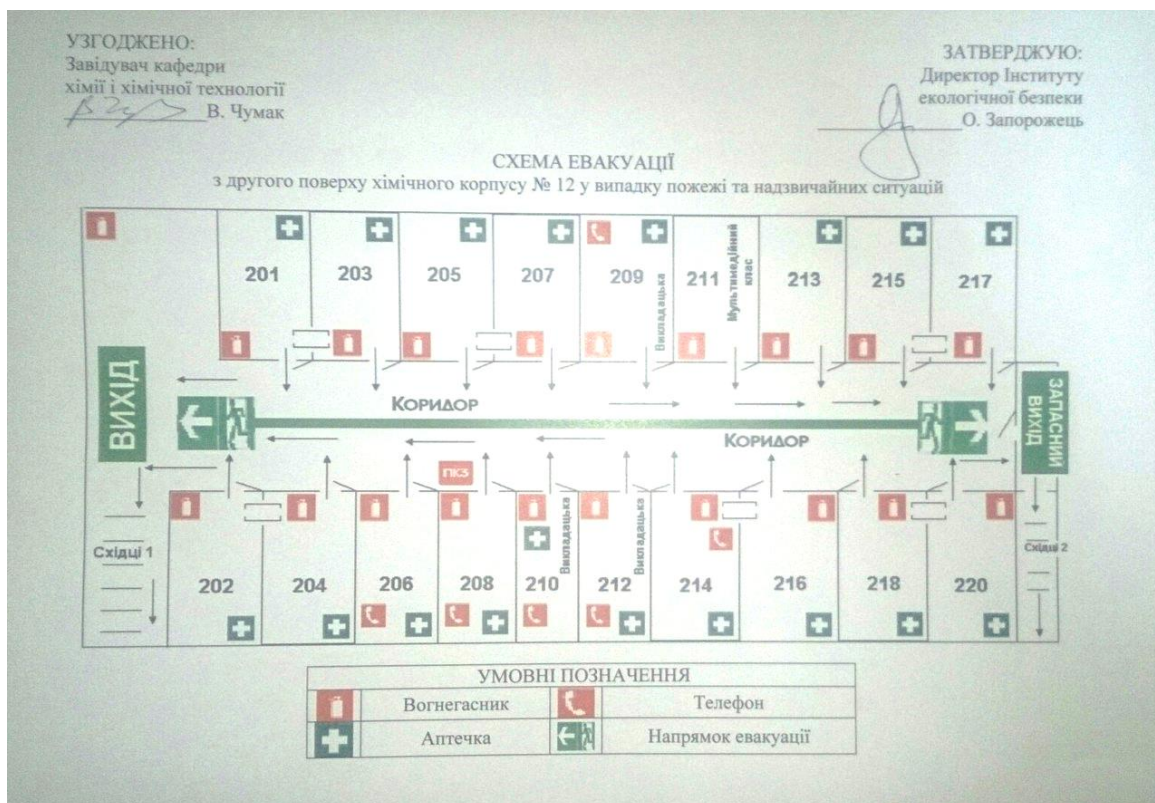 УЗГОДЖЕНО:
Завідувач кафедри
хімії і хімічної технології
В. Чумак
ЗАТВЕРДЖУЮ:
Директор Інституту
екологічної безпеки
О. Запорожець
СХЕМА ЕВАКУАЦІЇ
з другого поверху хімічного корпусу № 12 у випадку пожежі та надзвичайних ситуацій
201
203
205
207
209
Викладацька
211
Мультимедійний
клас
213
215
217
ВИХІД
КОРИДОР
КОРИДОР
ЗАПАСНИЙ
ВИХІД
ПК3
Східці 1
202
204
206
208
210
Викладацька
212
Викладацька
214
216
218
220
Східці 2
УМОВНІ ПОЗНАЧЕННЯ
Вогнегасник
Телефон
Аптечка
Напрямок евакуації